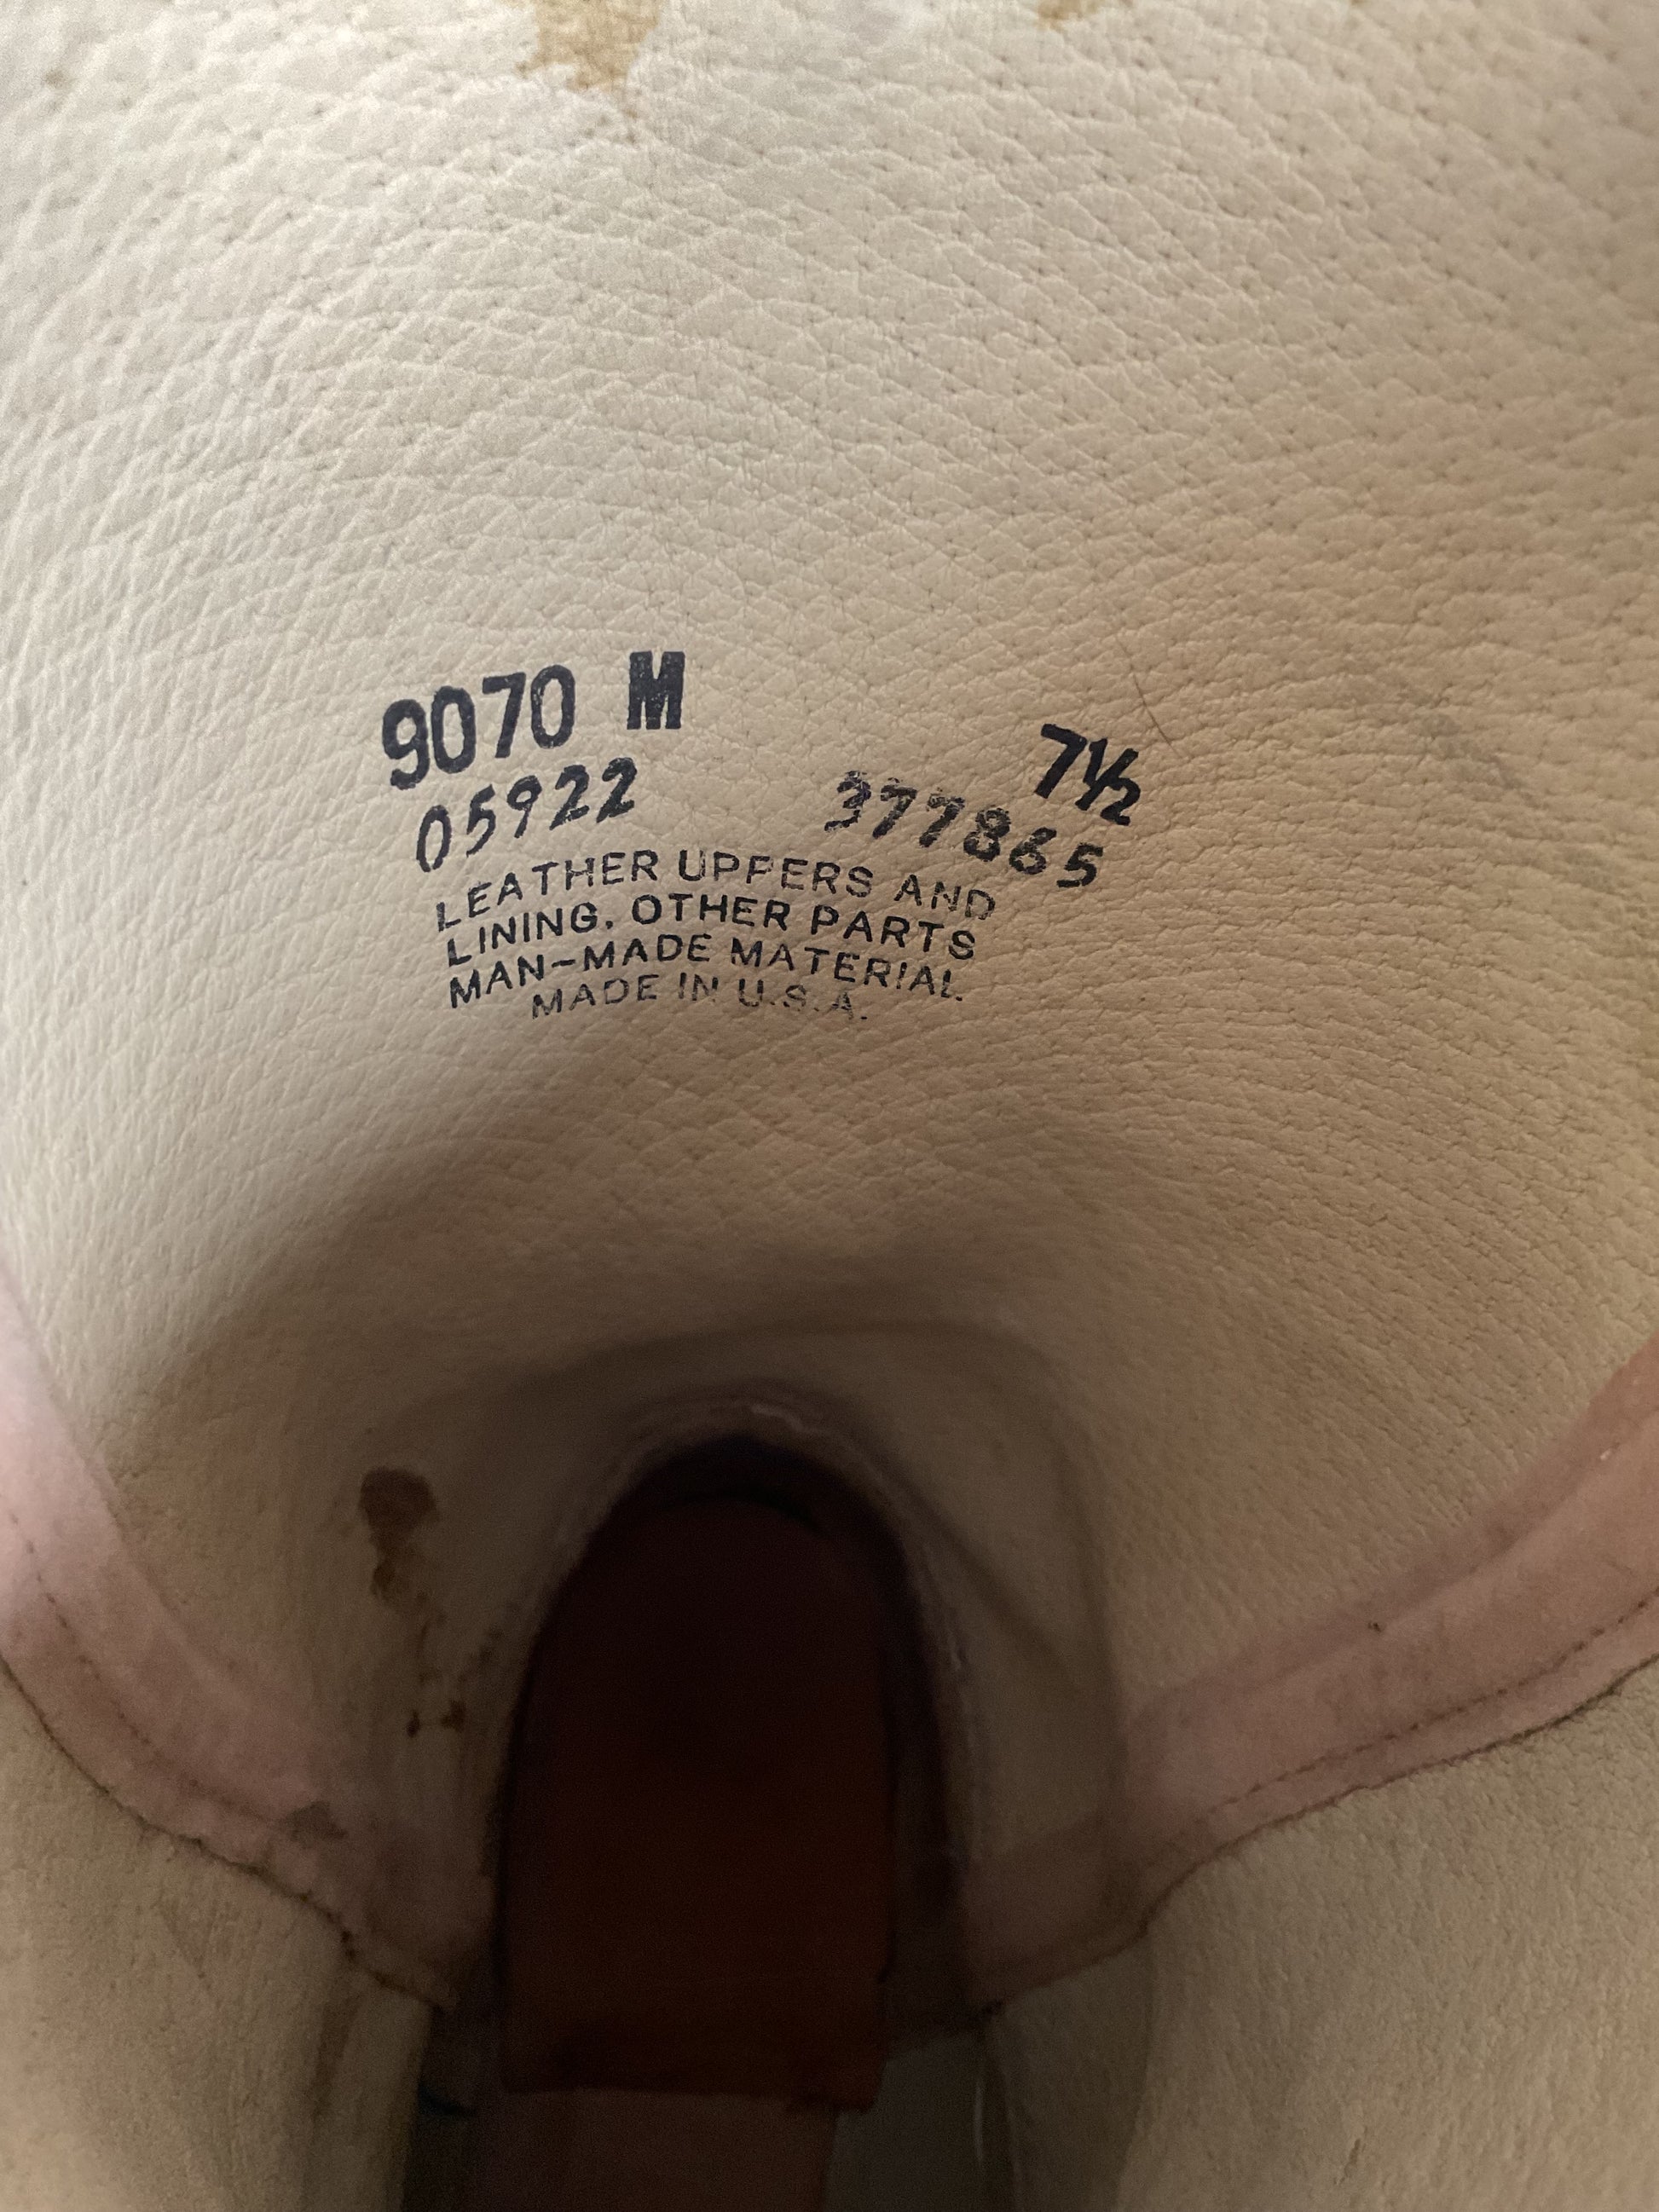 9070 M 7½
05922 377865
LEATHER UPPERS AND
LINING. OTHER PARTS
MAN-MADE MATERIAL.
MADE IN U.S.A.